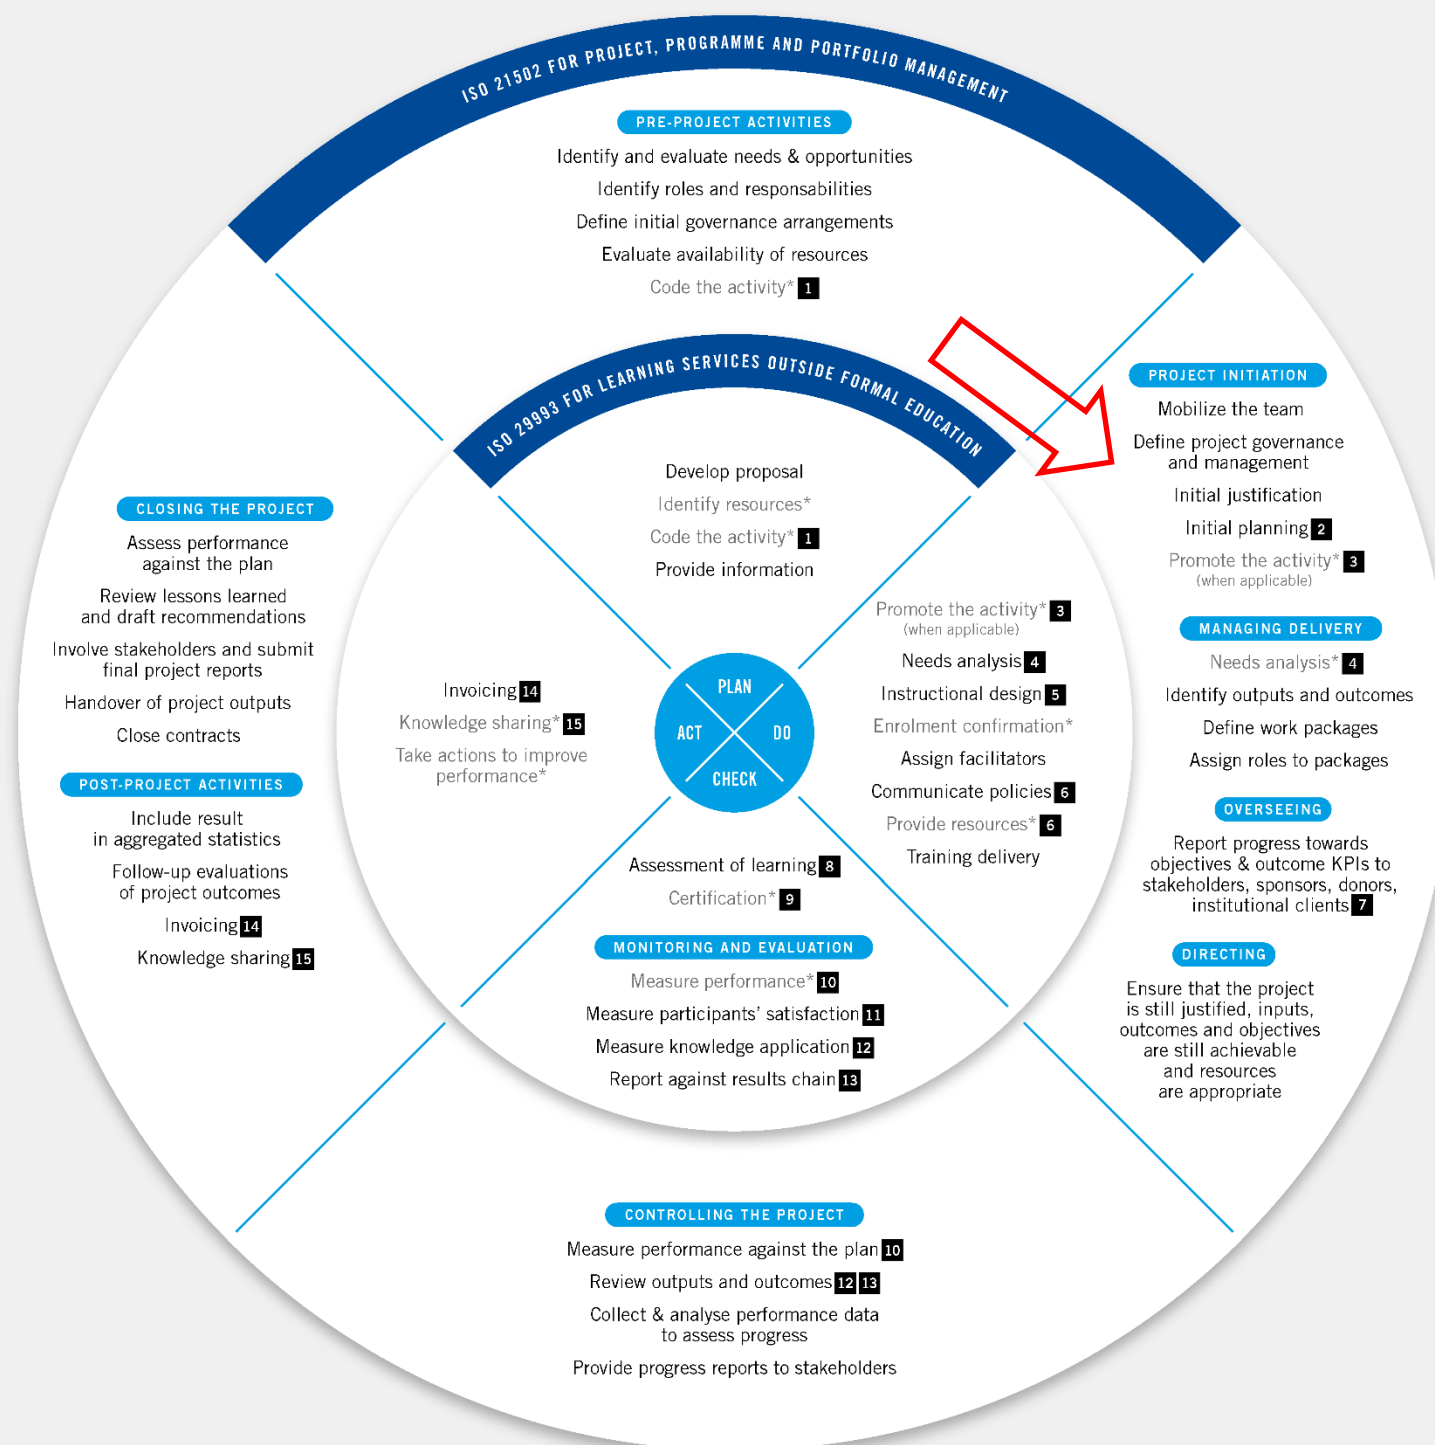 ISO 21502 FOR PROJECT, PROGRAMME AND PORTFOLIO MANAGEMENT
PRE-PROJECT ACTIVITIES
Identify and evaluate needs & opportunities
Identify roles and responsabilities
Define initial governance arrangements
Evaluate availability of resources
Code the activity* 1
ISO 29993 FOR LEARNING SERVICES OUTSIDE FORMAL EDUCATION
Develop proposal
Identify resources*
Code the activity* 1
Provide information
PROJECT INITIATION
Mobilize the team
Define project governance
and management
Initial justification
Initial planning 2
Promote the activity* 3
(when applicable)
MANAGING DELIVERY
Needs analysis* 4
Identify outputs and outcomes
Define work packages
Assign roles to packages
OVERSEEING
Report progress towards
objectives & outcome KPIs to
stakeholders, sponsors, donors,
institutional clients 7
DIRECTING
Ensure that the project
is still justified, inputs,
outcomes and objectives
are still achievable
and resources
are appropriate
Promote the activity* 3
(when applicable)
Needs analysis 4
Instructional design 5
Enrolment confirmation*
Assign facilitators
Communicate policies 6
Provide resources* 6
Training delivery
PLAN
DO
CHECK
ACT
Assessment of learning 8
Certification* 9
MONITORING AND EVALUATION
Measure performance* 10
Measure participants' satisfaction 11
Measure knowledge application 12
Report against results chain 13
CONTROLLING THE PROJECT
Measure performance against the plan 10
Review outputs and outcomes 12 13
Collect & analyse performance data
to assess progress
Provide progress reports to stakeholders
Invoicing 14
Knowledge sharing* 15
Take actions to improve
performance*
CLOSING THE PROJECT
Assess performance
against the plan
Review lessons learned
and draft recommendations
Involve stakeholders and submit
final project reports
Handover of project outputs
Close contracts
POST-PROJECT ACTIVITIES
Include result
in aggregated statistics
Follow-up evaluations
of project outcomes
Invoicing 14
Knowledge sharing 15